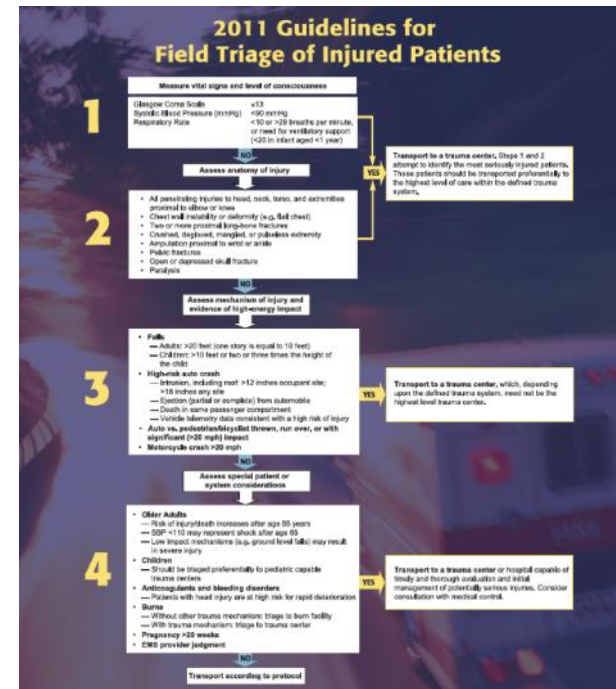 2011 Guidelines for
Field Triage of Injured Patients
Measure vital signs and level of consciousness
1
Glasgow Coma Scale ≤13
Systolic Blood Pressure (mmHg) <90 mmHg
Respiratory Rate <10 or >29 breaths per minute,
or need for ventilatory support
(<20 in infant aged <1 year)
NO
YES
Transport to a trauma center. Steps 1 and 2
attempt to identify the most seriously injured patients.
These patients should be transported preferentially to
the highest level of care within the defined trauma
system.
Assess anatomy of injury
2
• All penetrating injuries to head, neck, torso, and extremities
proximal to elbow or knee
• Chest wall instability or deformity (e.g. flail chest)
• Two or more proximal long-bone fractures
• Crushed, degloved, mangled, or pulseless extremity
• Amputation proximal to wrist or ankle
• Pelvic fractures
• Open or depressed skull fracture
• Paralysis
NO
Assess mechanism of injury and
evidence of high-energy impact
3
• Falls
— Adults: >20 feet (one story is equal to 10 feet)
— Children: >10 feet or two or three times the height of
the child
• High-risk auto crash
— Intrusion, including roof: >12 inches occupant site;
>18 inches any site
— Ejection (partial or complete) from automobile
— Death in same passenger compartment
— Vehicle telemetry data consistent with a high risk of injury
• Auto vs. pedestrian/bicyclist thrown, run over, or with
significant (>20 mph) impact
• Motorcycle crash >20 mph
YES
Transport to a trauma center, which, depending
upon the defined trauma system, need not be the
highest level trauma center.
NO
Assess special patient or
system considerations
4
• Older Adults
— Risk of injury/death increases after age 55 years
— SBP <110 may represent shock after age 65
— Low impact mechanisms (e.g. ground level falls) may result
in severe injury
• Children
— Should be triaged preferentially to pediatric capable
trauma centers
• Anticoagulants and bleeding disorders
— Patients with head injury are at high risk for rapid deterioration
• Burns
— Without other trauma mechanism: triage to burn facility
— With trauma mechanism: triage to trauma center
• Pregnancy >20 weeks
• EMS provider judgment
YES
Transport to a trauma center or hospital capable of
timely and thorough evaluation and initial
management of potentially serious injuries. Consider
consultation with medical control.
NO
Transport according to protocol